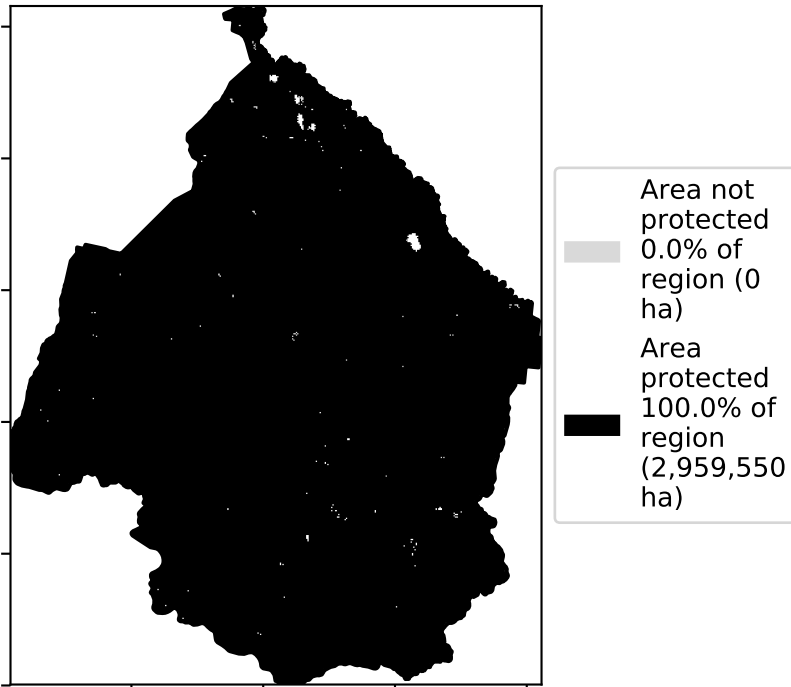 Area not
protected
0.0% of
region (0
ha)
Area
protected
100.0% of
region
(2,959,550
ha)